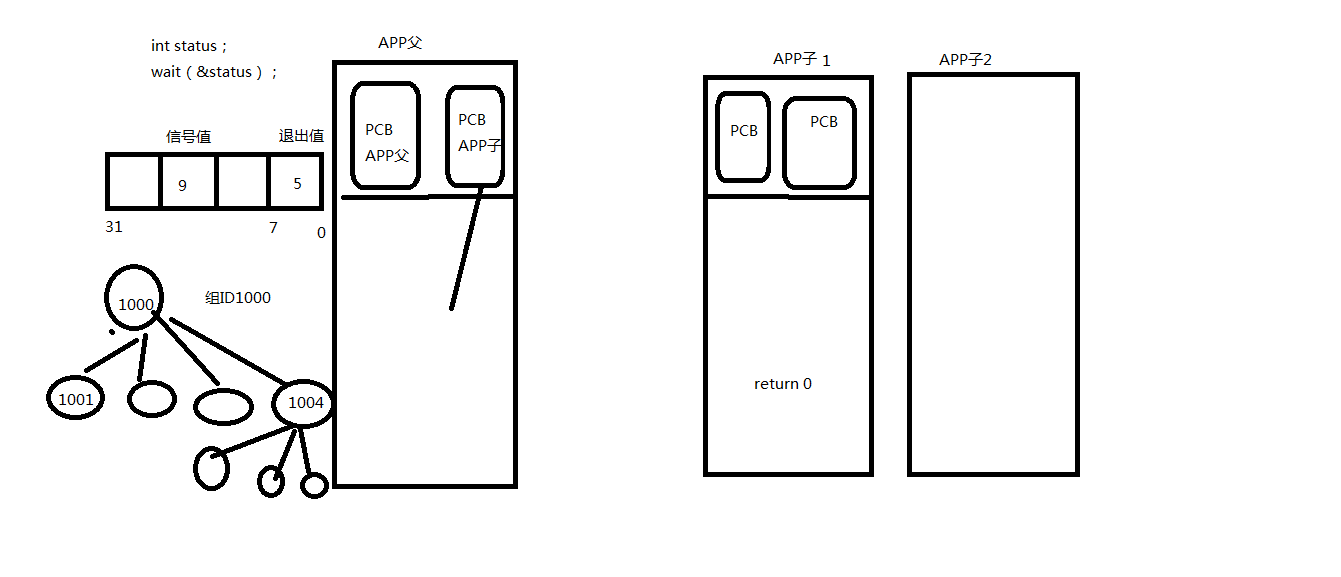 int status；
wait（&status）；
信号值
退出值
9
5
31
7
0
1000
组ID1000
1001
1004
APP父
PCB
APP父
PCB
APP子
APP子 1
PCB
PCB
return 0
APP子2